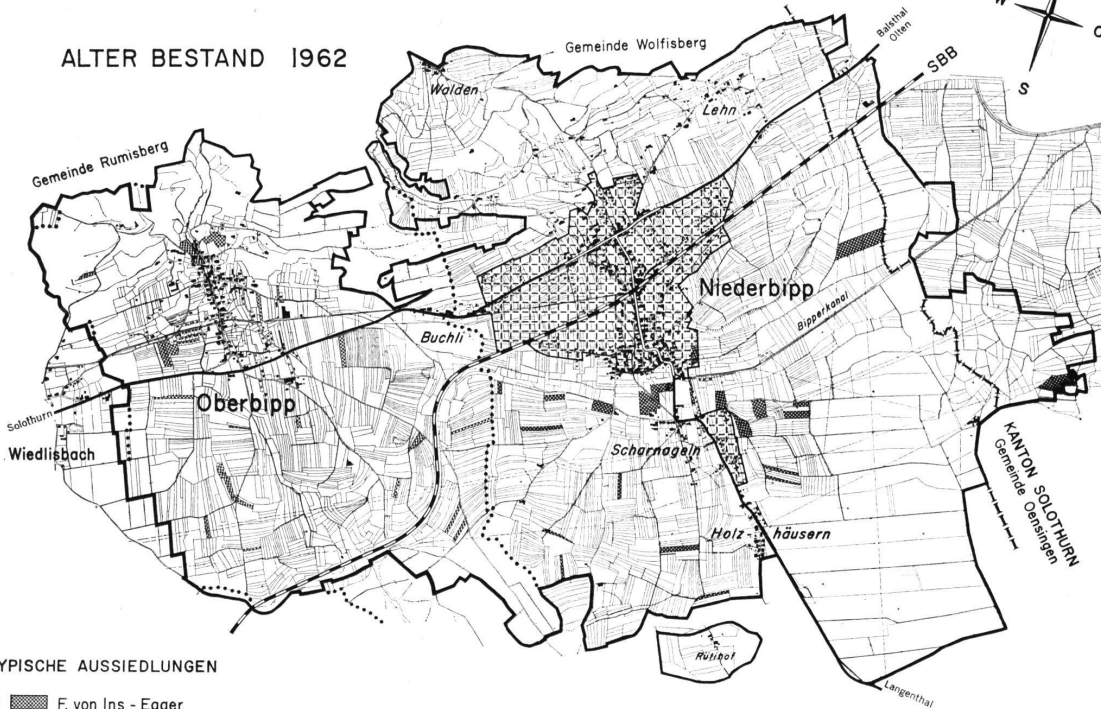 ALTER BESTAND 1962
Gemeinde Wolfisberg
Balsthal
Olten
SBB
W
O
S
Walden
Lehn
Gemeinde Rumisberg
Niederbipp
Bipperkanal
Buchli
Oberbipp
Solothurn
Wiedlisbach
Scharnageln
KANTON SOLOTHURN
Gemeinde Oensingen
Holz häusern
Rütihof
Langenthal
YPISCHE AUSSIEDLUNGEN
F. von Ins - Egger